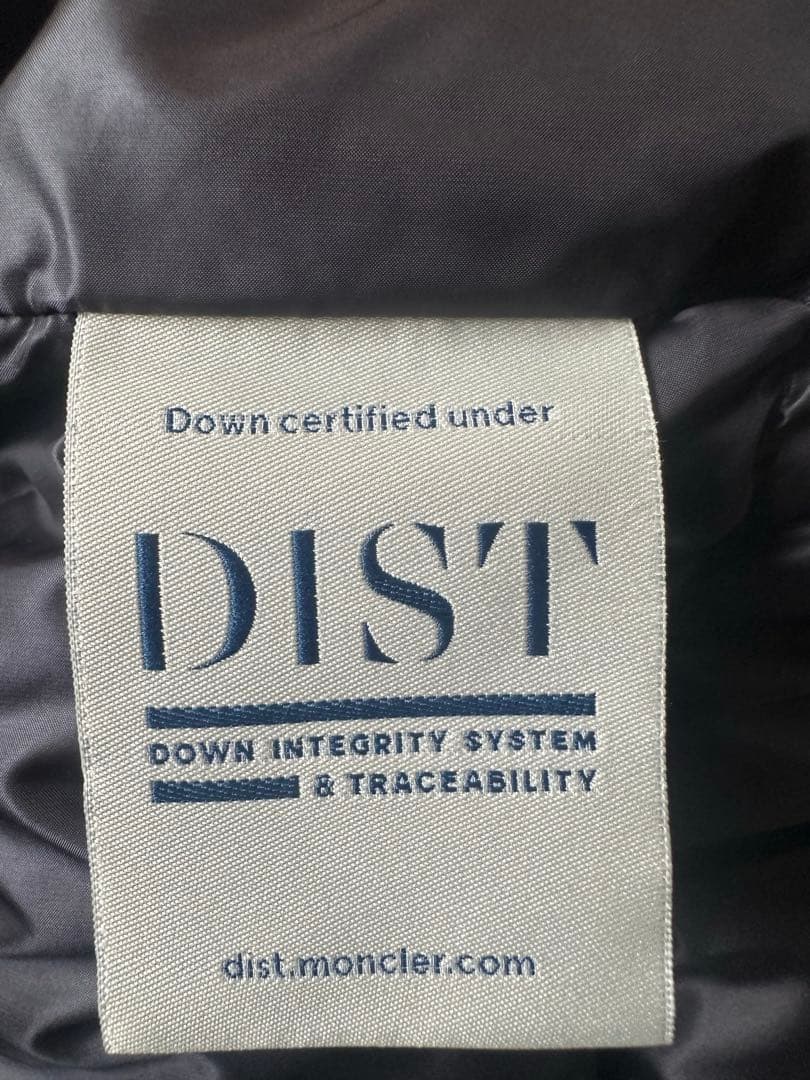 Down certified under
DIST
DOWN INTEGRITY SYSTEM
& TRACEABILITY
dist.moncler.com